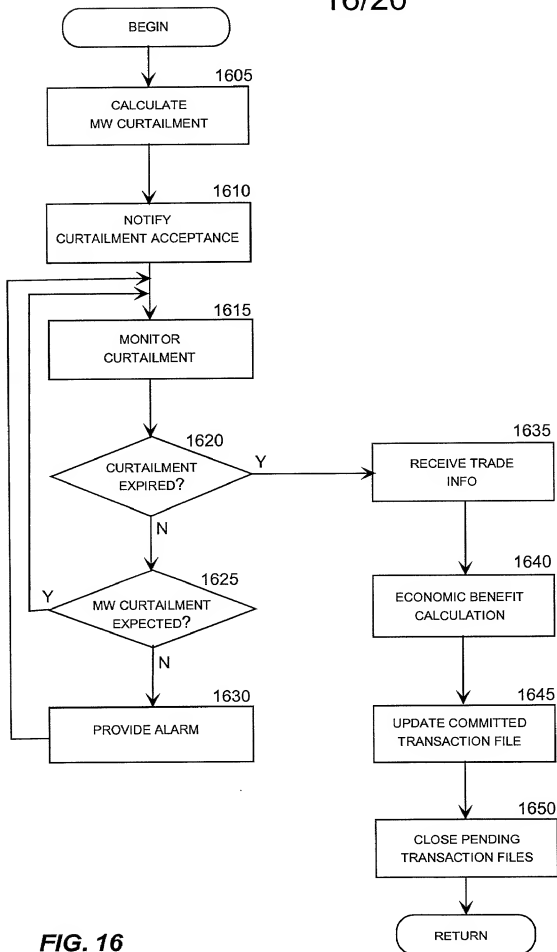 16/20
BEGIN
1605
CALCULATE
MW CURTAILMENT
1610
NOTIFY
CURTAILMENT ACCEPTANCE
1615
MONITOR
CURTAILMENT
1620
CURTAILMENT
EXPIRED?
Y
N
1625
MW CURTAILMENT
EXPECTED?
Y
N
1630
PROVIDE ALARM
1635
RECEIVE TRADE
INFO
1640
ECONOMIC BENEFIT
CALCULATION
1645
UPDATE COMMITTED
TRANSACTION FILE
1650
CLOSE PENDING
TRANSACTION FILES
RETURN
FIG. 16